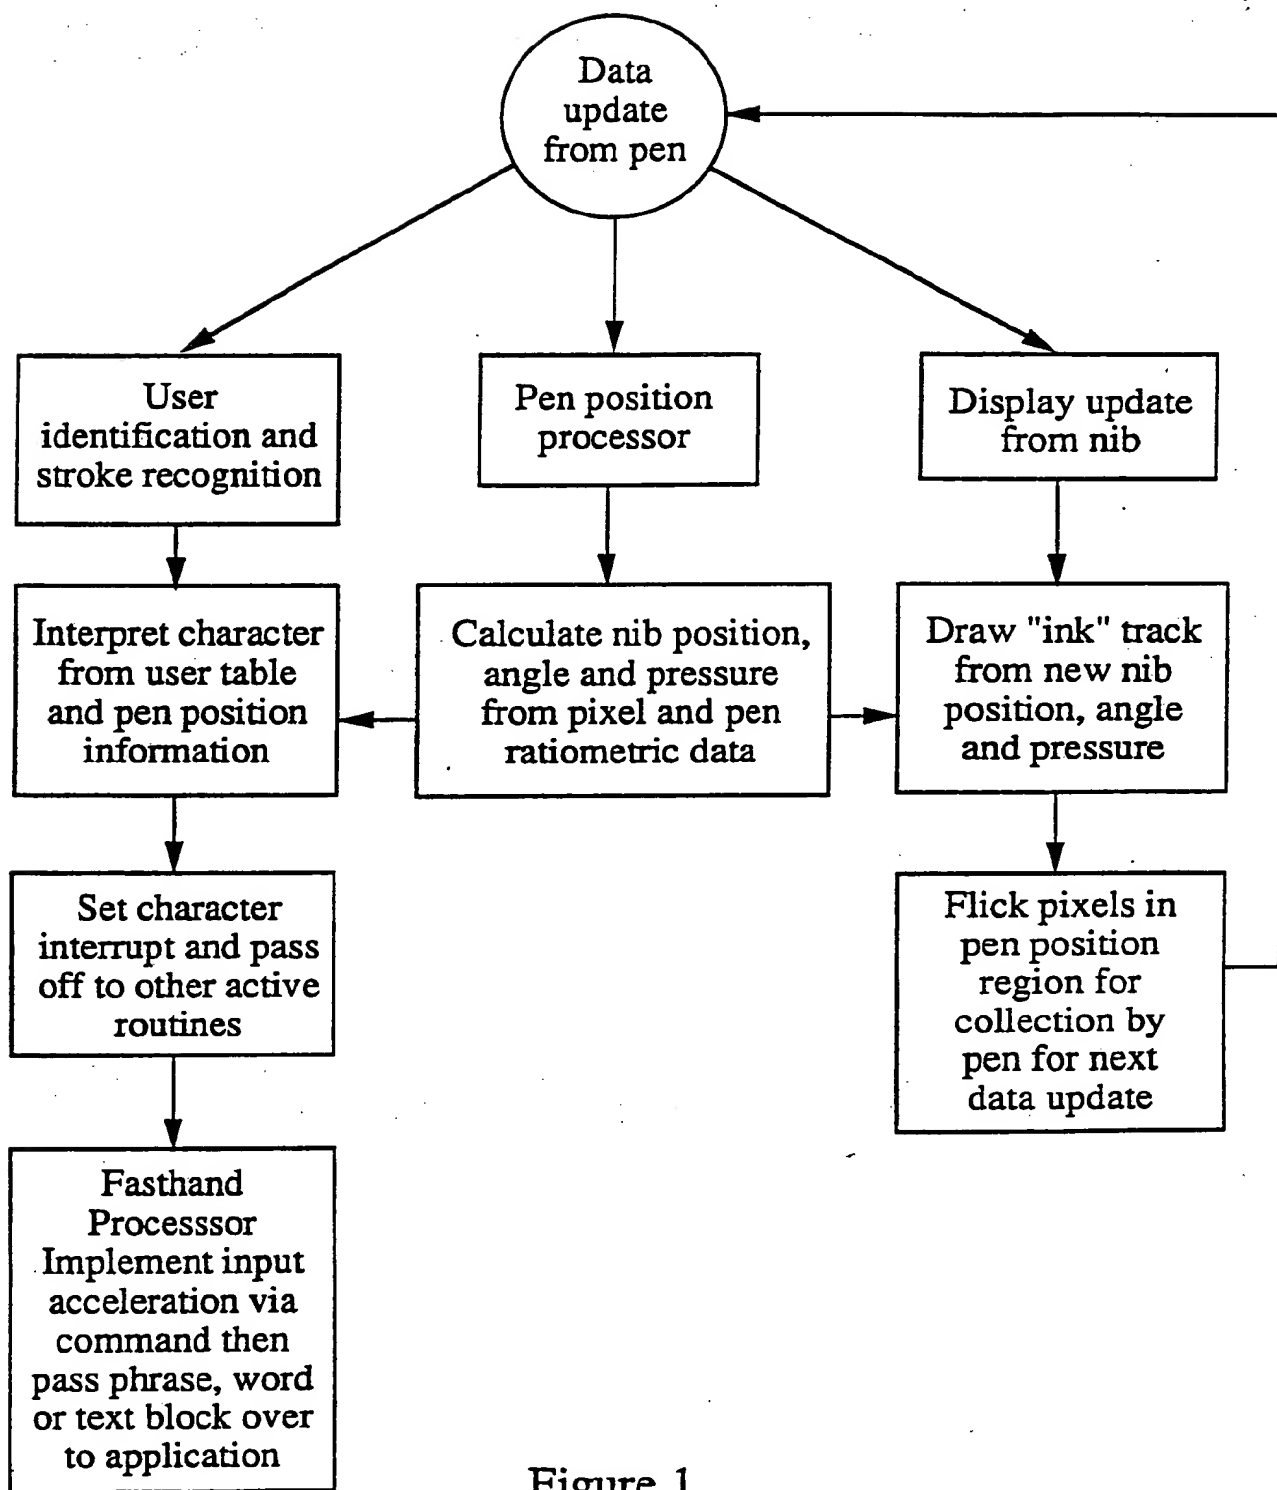 Data
update
from pen
User
identification and
stroke recognition
Pen position
processor
Display update
from nib
Interpret character
from user table
and pen position
information
Calculate nib position,
angle and pressure
from pixel and pen
ratiometric data
Draw "ink" track
from new nib
position, angle
and pressure
Set character
interrupt and pass
off to other active
routines
Flick pixels in
pen position
region for
collection by
pen for next
data update
Fasthand
Processsor
Implement input
acceleration via
command then
pass phrase, word
or text block over
to application
Figure 1